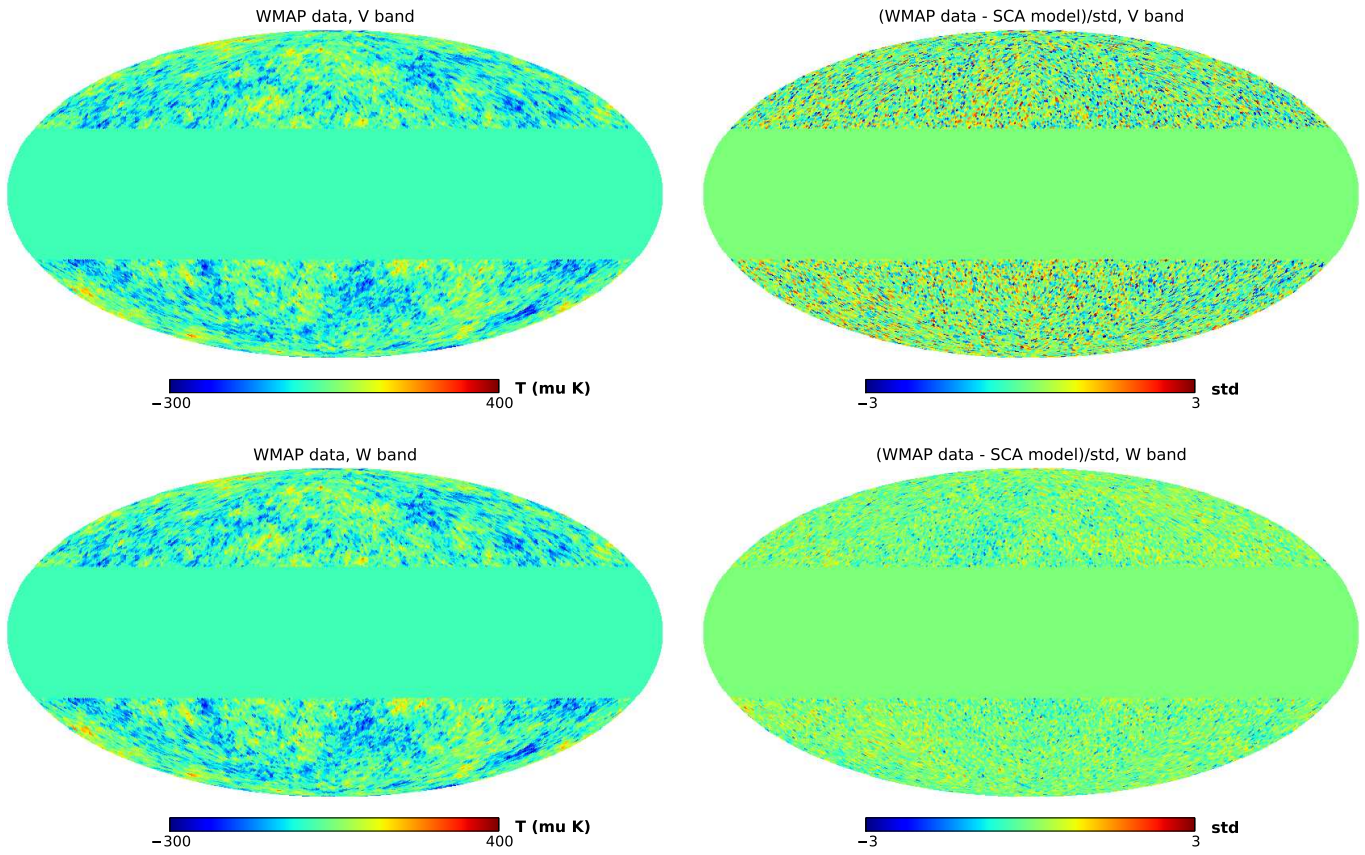 WMAP data, V band
(WMAP data - SCA model)/std, V band
−300 400 T (mu K)
−3 3 std
WMAP data, W band
(WMAP data - SCA model)/std, W band
−300 400 T (mu K)
−3 3 std